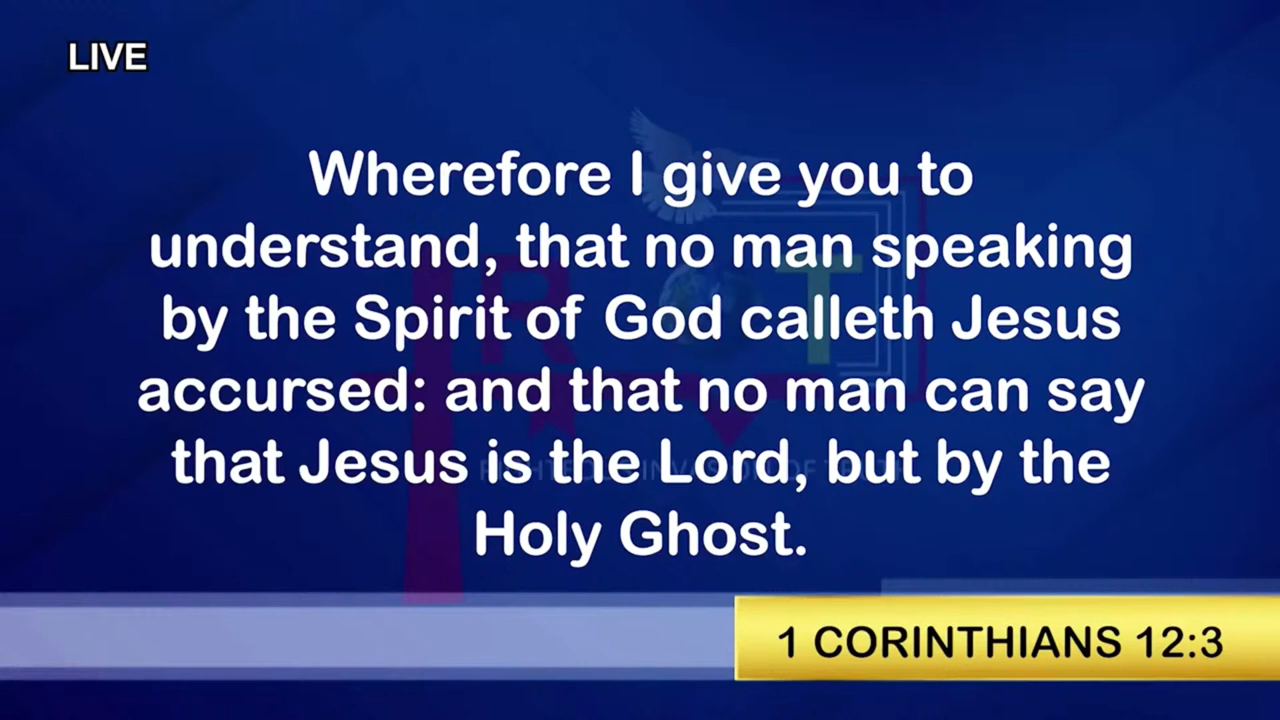 LIVE
Wherefore I give you to
understand, that no man speaking
by the Spirit of God calleth Jesus
accursed: and that no man can say
that Jesus is the Lord, but by the
Holy Ghost.
1 CORINTHIANS 12:3